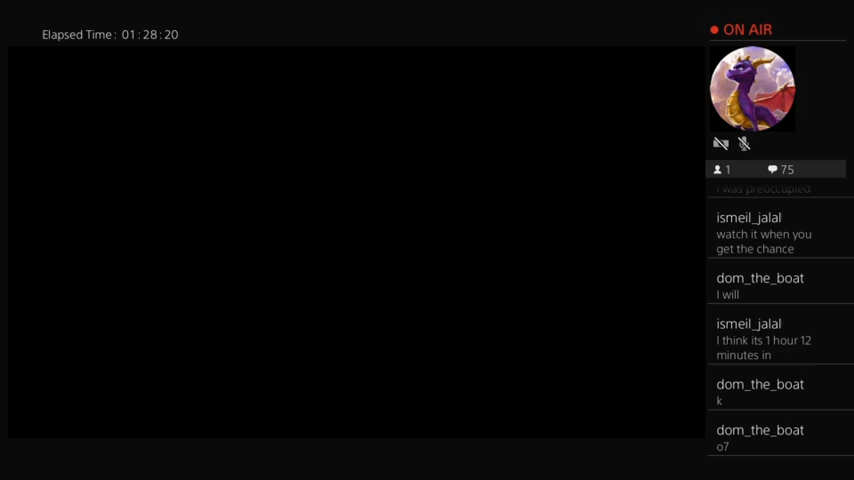 Elapsed Time: 01:28:20
ON AIR
1 75
I was preoccupied
ismeil_jalal
watch it when you
get the chance
dom_the_boat
I will
ismeil_jalal
I think its 1 hour 12
minutes in
dom_the_boat
k
dom_the_boat
o7